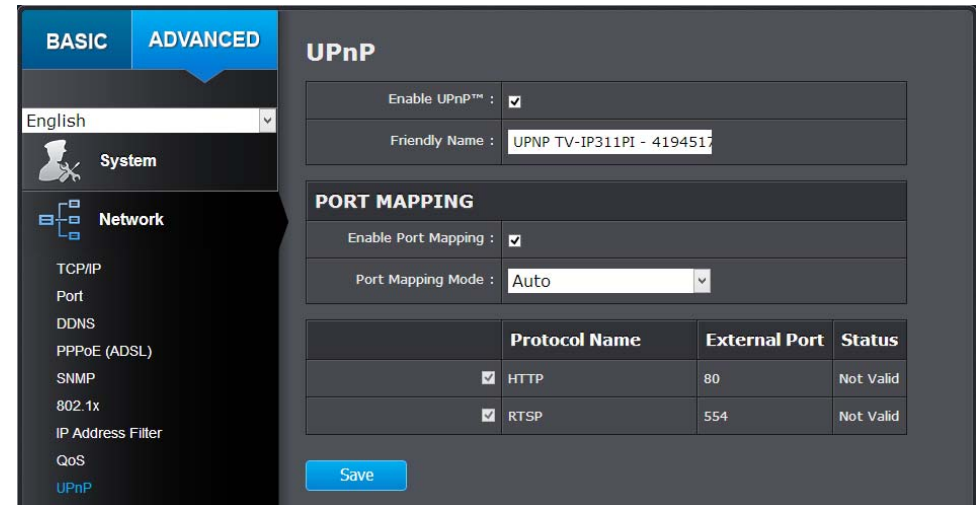 BASIC ADVANCED
English
System
Network
TCP/IP
Port
DDNS
PPPoE (ADSL)
SNMP
802.1x
IP Address Filter
QoS
UPnP
UPnP
Enable UPnP™ :
Friendly Name : UPNP TV-IP311PI - 4194517
PORT MAPPING
Enable Port Mapping :
Port Mapping Mode : Auto
Protocol Name External Port Status
HTTP 80 Not Valid
RTSP 554 Not Valid
Save